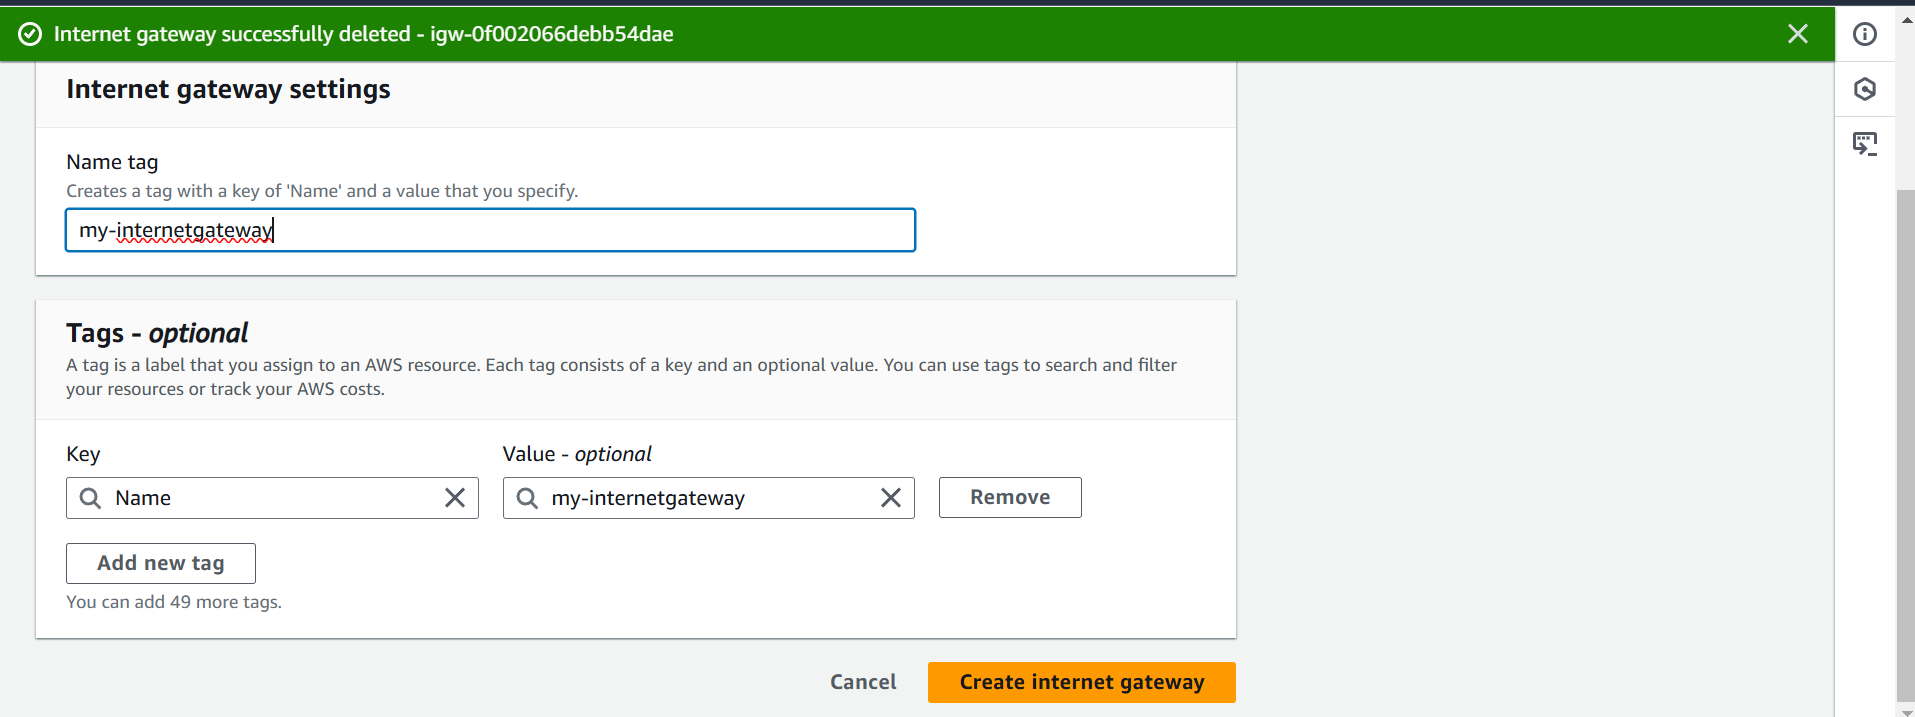 Internet gateway successfully deleted - igw-0f002066debb54dae
Internet gateway settings
Name tag
Creates a tag with a key of 'Name' and a value that you specify.
my-internetgateway
Tags - optional
A tag is a label that you assign to an AWS resource. Each tag consists of a key and an optional value. You can use tags to search and filter
your resources or track your AWS costs.
Key
Value - optional
Name
my-internetgateway
Remove
Add new tag
You can add 49 more tags.
Cancel
Create internet gateway